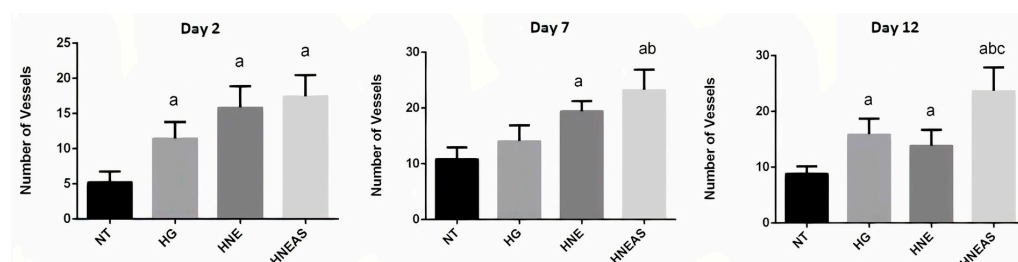 Day 2
Number of Vessels
25
20
15
10
5
0
a
a
a
NT
HG
HNE
HNEAS
Day 7
Number of Vessels
30
20
10
0
a
ab
NT
HG
HNE
HNEAS
Day 12
Number of Vessels
30
20
10
0
a
a
abc
NT
HG
HNE
HNEAS